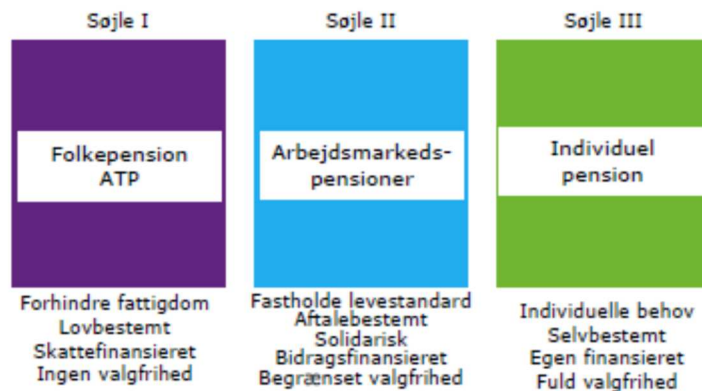 Søjle I
Folkepension
ATP
Forhindre fattigdom
Lovbestemt
Skattefinansieret
Ingen valgfrihed
Søjle II
Arbejdsmarkeds-
pensioner
Fastholde levestandard
Aftalebestemt
Solidarisk
Bidragsfinansieret
Begrænset valgfrihed
Søjle III
Individuel
pension
Individuelle behov
Selvbestemt
Egen finansieret
Fuld valgfrihed